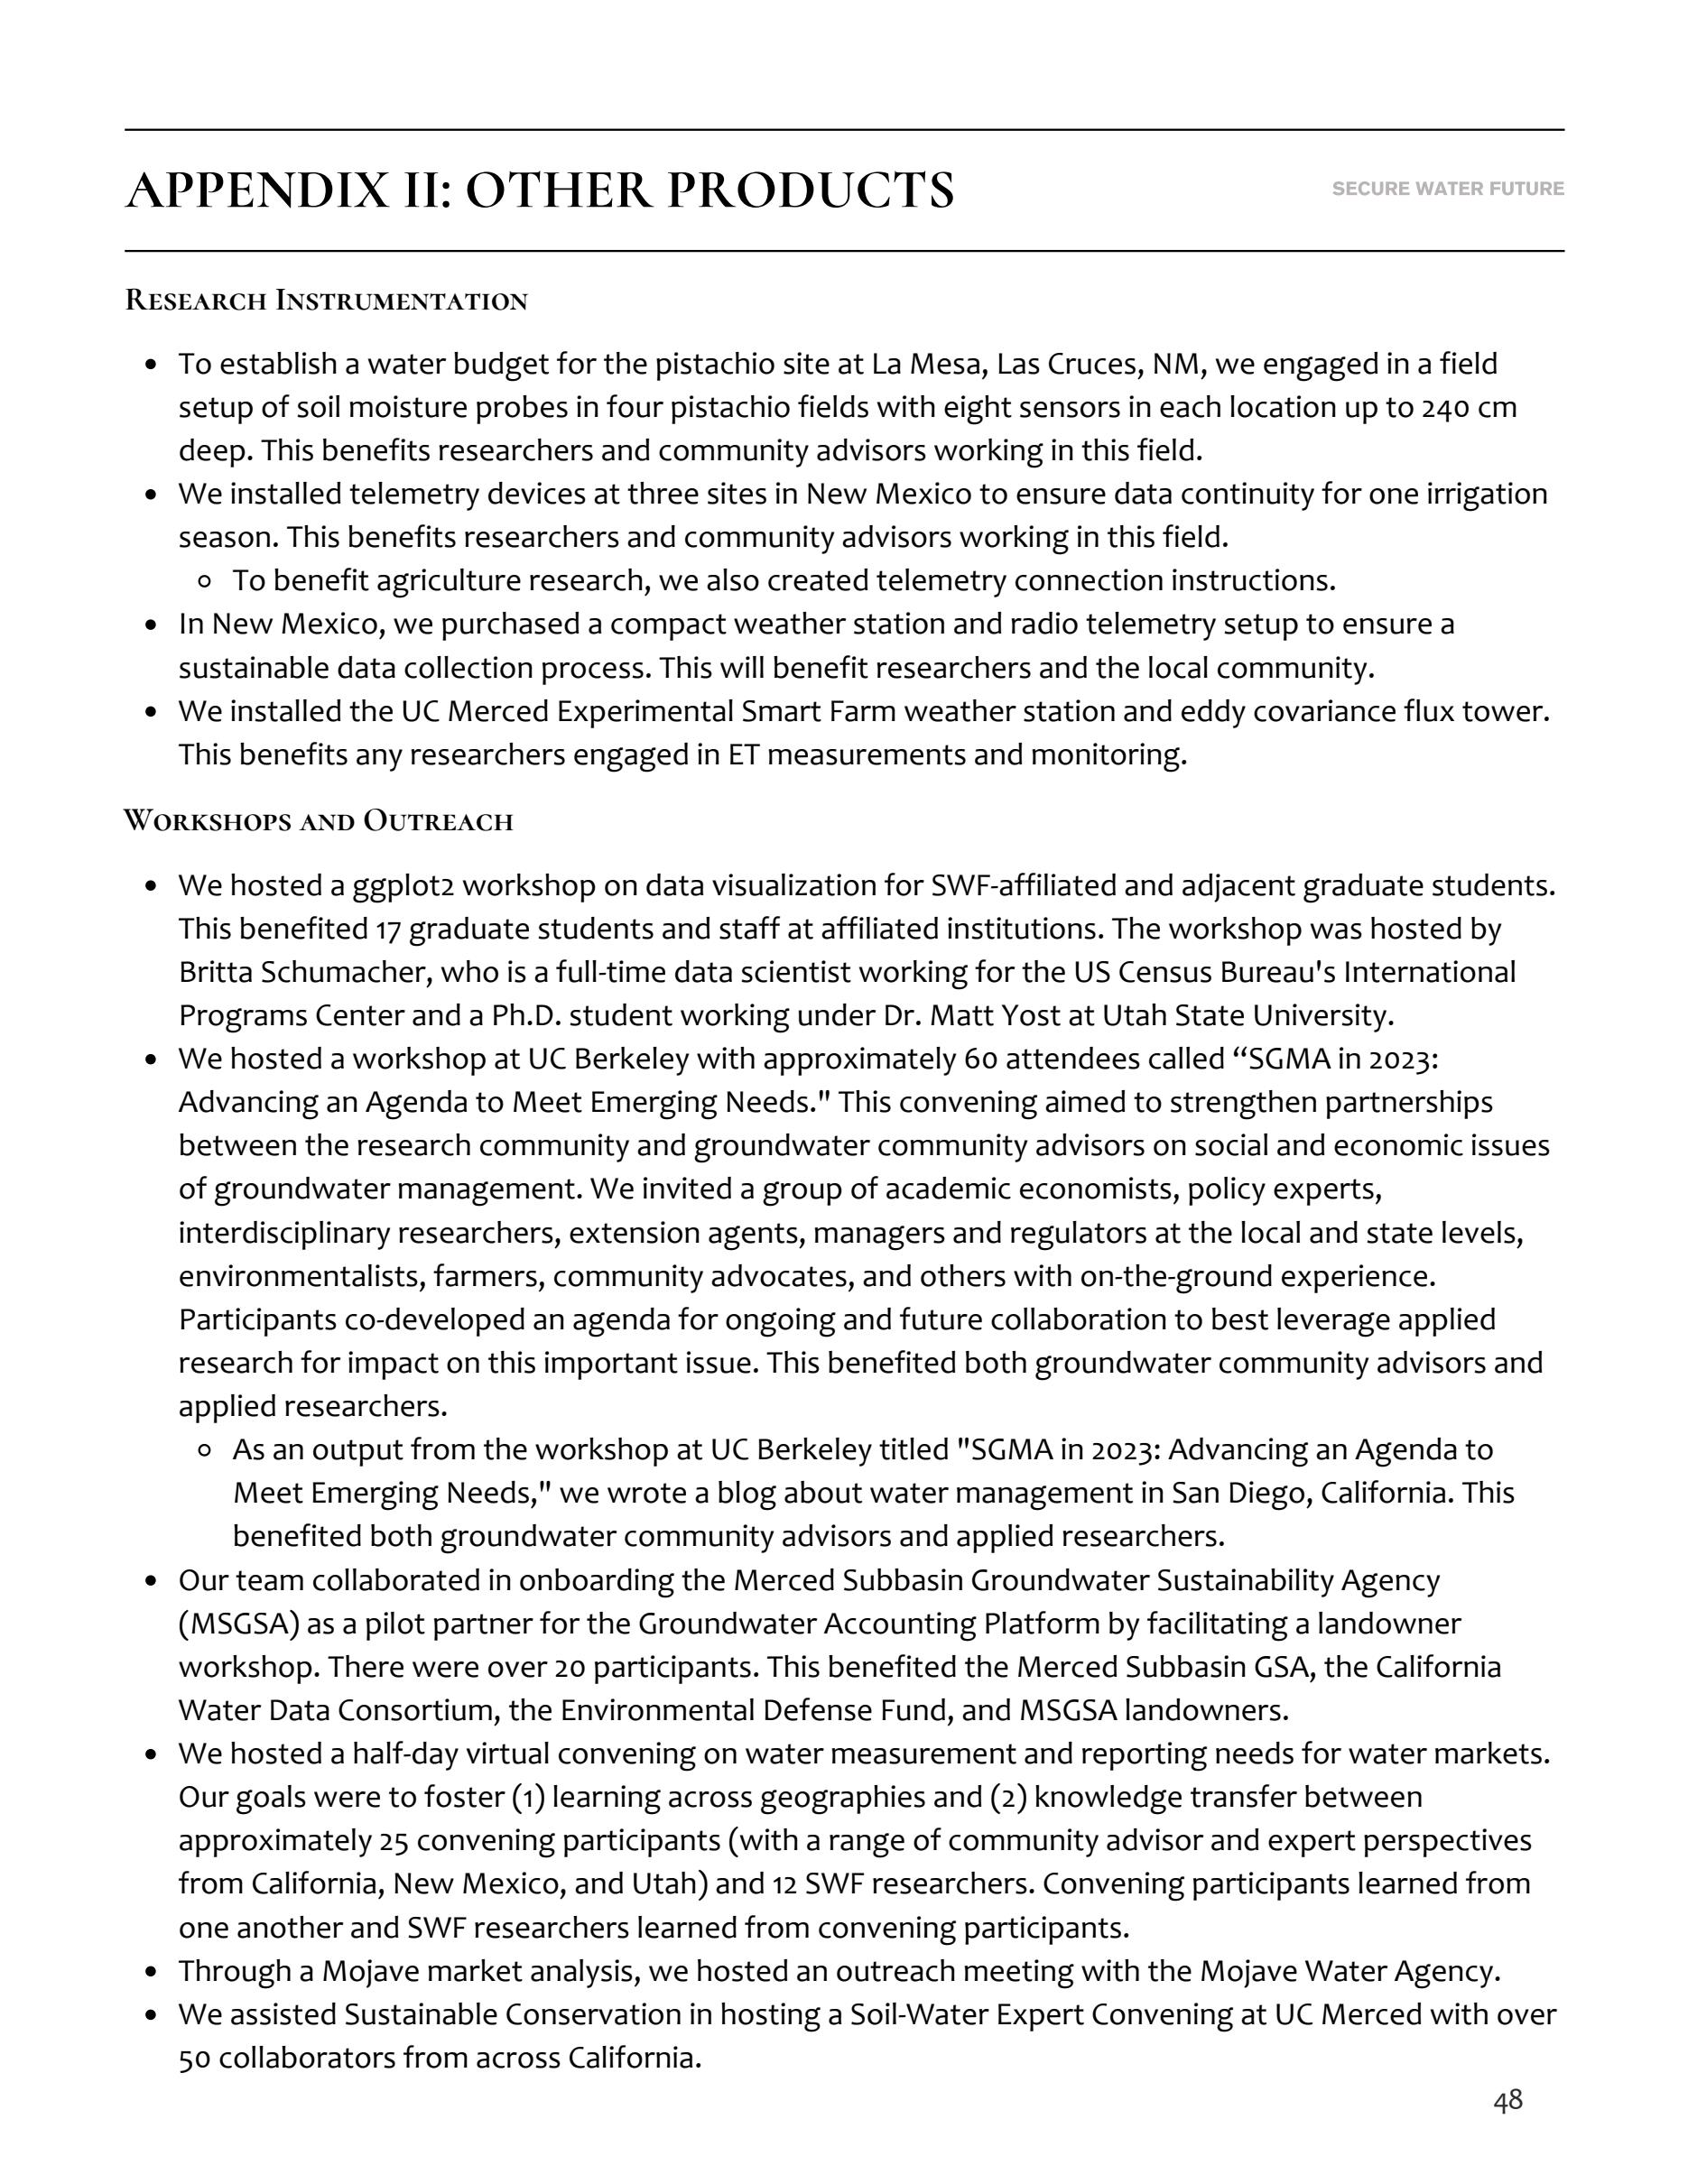 APPENDIX II: OTHER PRODUCTS
SECURE WATER FUTURE
Research Instrumentation
• To establish a water budget for the pistachio site at La Mesa, Las Cruces, NM, we engaged in a field
setup of soil moisture probes in four pistachio fields with eight sensors in each location up to 240 cm
deep. This benefits researchers and community advisors working in this field.
• We installed telemetry devices at three sites in New Mexico to ensure data continuity for one irrigation
season. This benefits researchers and community advisors working in this field.
◦ To benefit agriculture research, we also created telemetry connection instructions.
• In New Mexico, we purchased a compact weather station and radio telemetry setup to ensure a
sustainable data collection process. This will benefit researchers and the local community.
• We installed the UC Merced Experimental Smart Farm weather station and eddy covariance flux tower.
This benefits any researchers engaged in ET measurements and monitoring.
Workshops and Outreach
• We hosted a ggplot2 workshop on data visualization for SWF-affiliated and adjacent graduate students.
This benefited 17 graduate students and staff at affiliated institutions. The workshop was hosted by
Britta Schumacher, who is a full-time data scientist working for the US Census Bureau's International
Programs Center and a Ph.D. student working under Dr. Matt Yost at Utah State University.
• We hosted a workshop at UC Berkeley with approximately 60 attendees called “SGMA in 2023:
Advancing an Agenda to Meet Emerging Needs." This convening aimed to strengthen partnerships
between the research community and groundwater community advisors on social and economic issues
of groundwater management. We invited a group of academic economists, policy experts,
interdisciplinary researchers, extension agents, managers and regulators at the local and state levels,
environmentalists, farmers, community advocates, and others with on-the-ground experience.
Participants co-developed an agenda for ongoing and future collaboration to best leverage applied
research for impact on this important issue. This benefited both groundwater community advisors and
applied researchers.
◦ As an output from the workshop at UC Berkeley titled "SGMA in 2023: Advancing an Agenda to
Meet Emerging Needs," we wrote a blog about water management in San Diego, California. This
benefited both groundwater community advisors and applied researchers.
• Our team collaborated in onboarding the Merced Subbasin Groundwater Sustainability Agency
(MSGSA) as a pilot partner for the Groundwater Accounting Platform by facilitating a landowner
workshop. There were over 20 participants. This benefited the Merced Subbasin GSA, the California
Water Data Consortium, the Environmental Defense Fund, and MSGSA landowners.
• We hosted a half-day virtual convening on water measurement and reporting needs for water markets.
Our goals were to foster (1) learning across geographies and (2) knowledge transfer between
approximately 25 convening participants (with a range of community advisor and expert perspectives
from California, New Mexico, and Utah) and 12 SWF researchers. Convening participants learned from
one another and SWF researchers learned from convening participants.
• Through a Mojave market analysis, we hosted an outreach meeting with the Mojave Water Agency.
• We assisted Sustainable Conservation in hosting a Soil-Water Expert Convening at UC Merced with over
50 collaborators from across California.
48